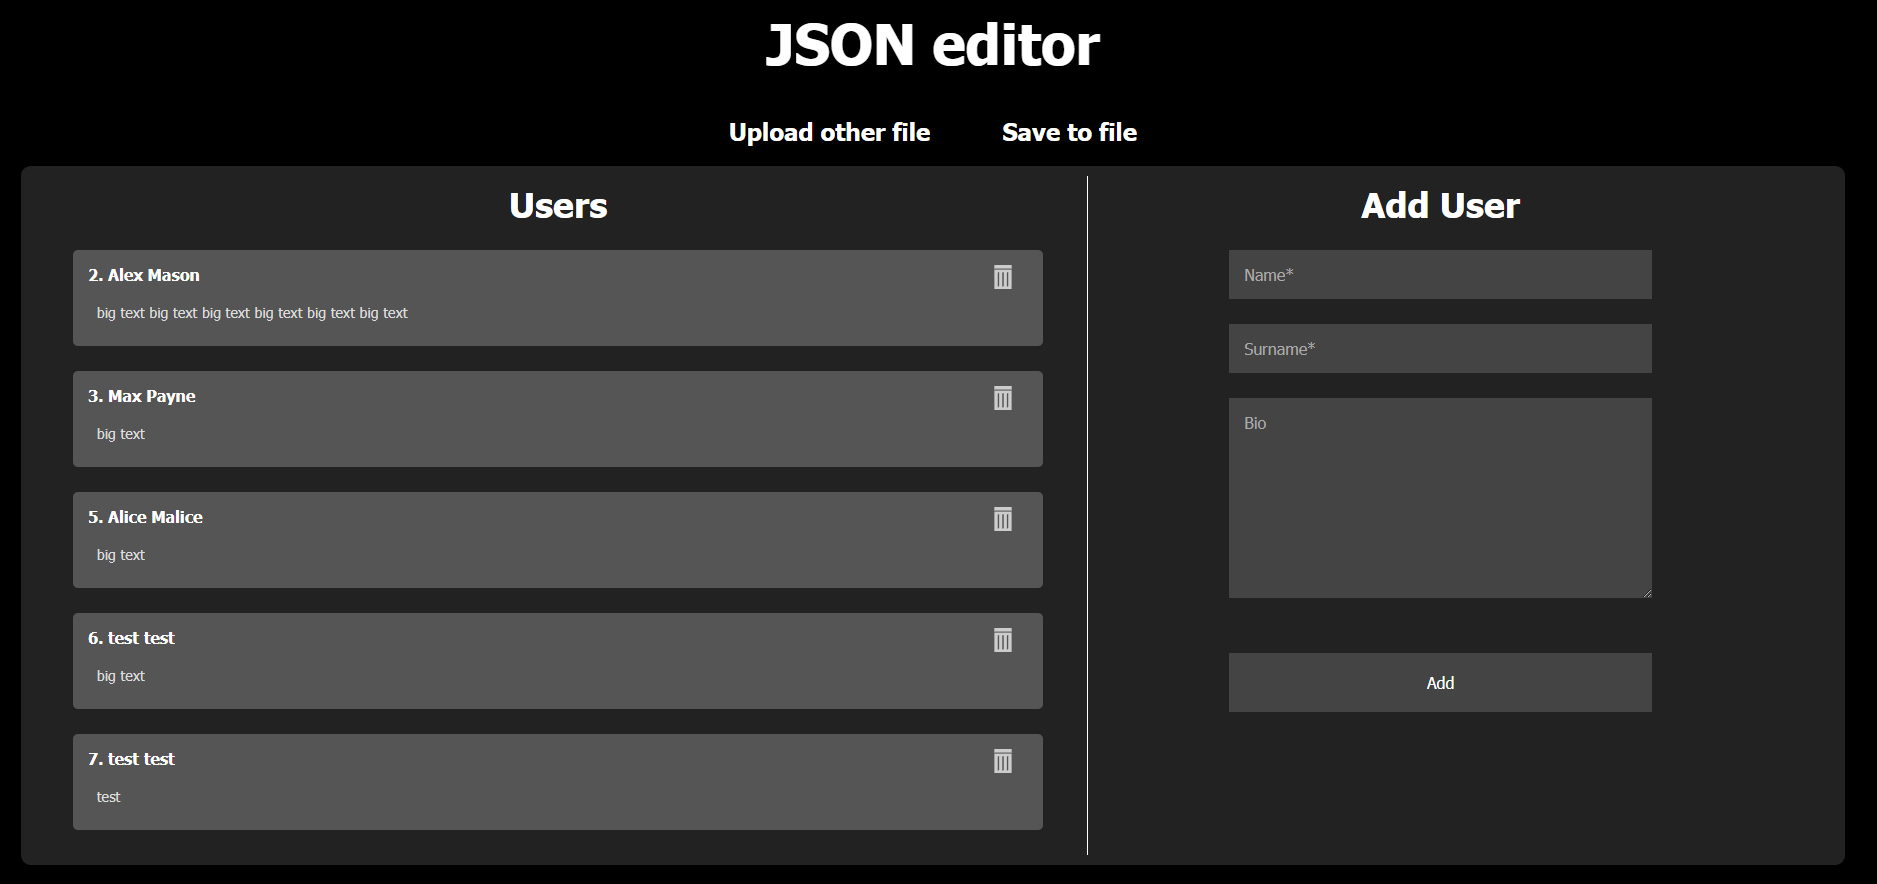 JSON editor
Upload other file
Save to file
Users
2. Alex Mason
big text big text big text big text big text big text
3. Max Payne
big text
5. Alice Malice
big text
6. test test
big text
7. test test
test
Add User
Name*
Surname*
Bio
Add